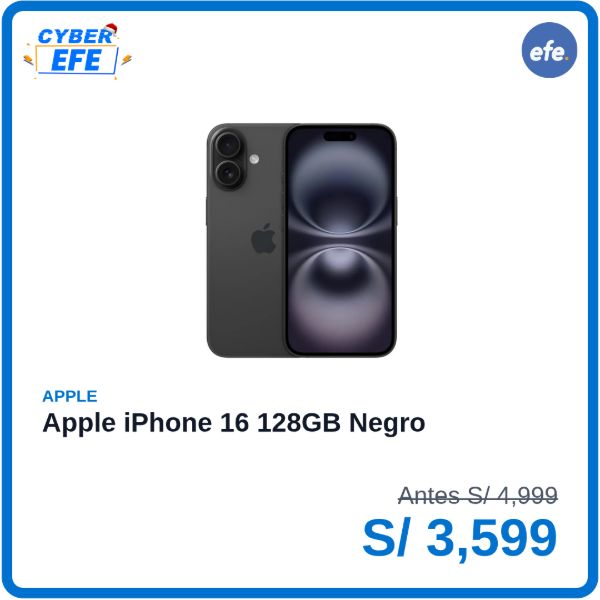 CYBER
EFE
efe.
APPLE
Apple iPhone 16 128GB Negro
Antes S/ 4,999
S/ 3,599